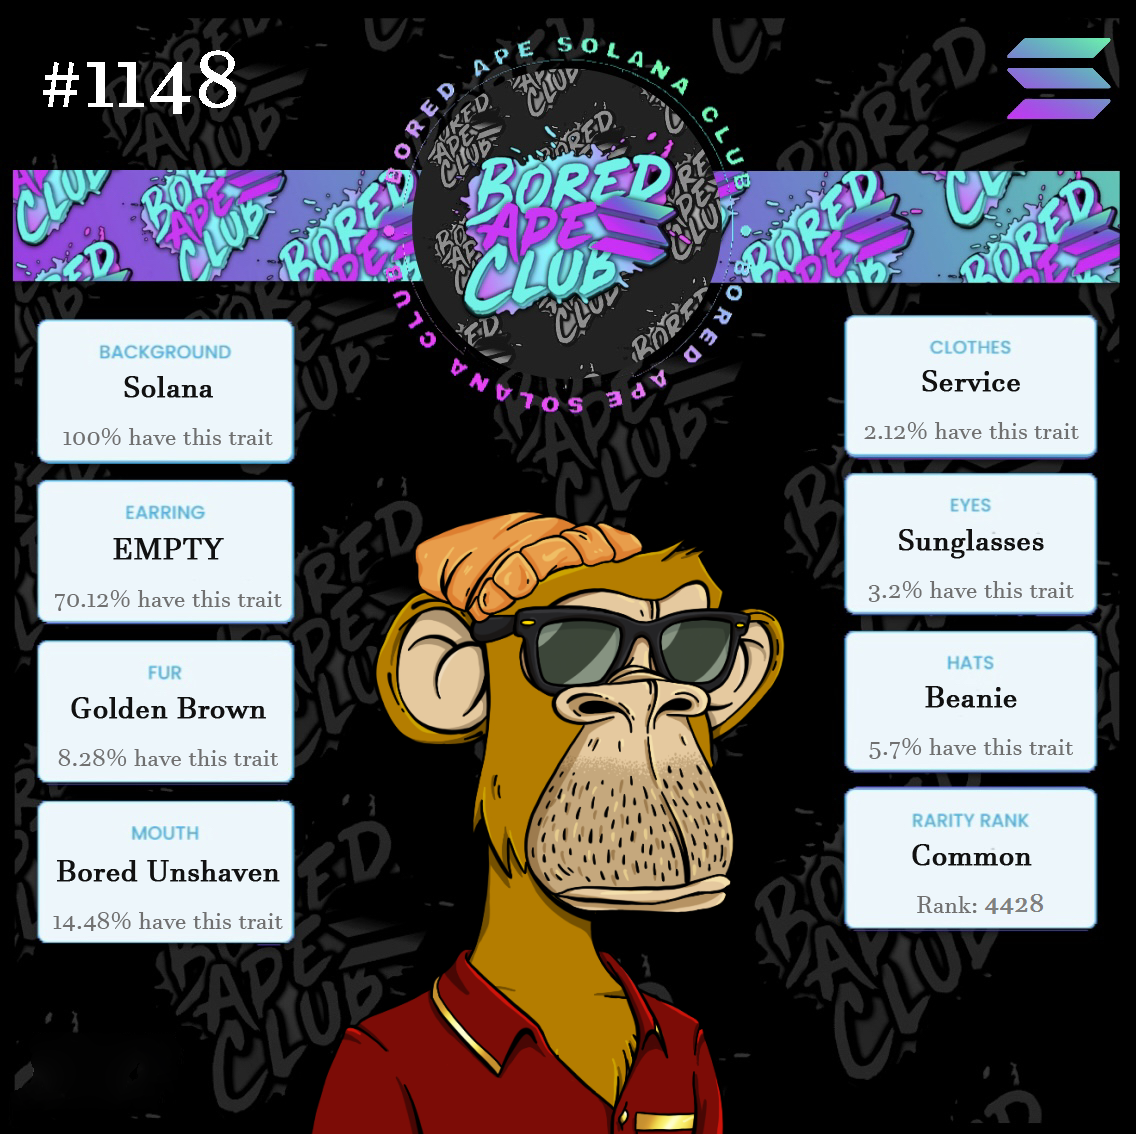 #1148
BORED APE SOLANA CLUB
BORED APE SOLANA CLUB
BORED
APE
CLUB
BACKGROUND
Solana
100% have this trait
EARRING
EMPTY
70.12% have this trait
FUR
Golden Brown
8.28% have this trait
MOUTH
Bored Unshaven
14.48% have this trait
CLOTHES
Service
2.12% have this trait
EYES
Sunglasses
3.2% have this trait
HATS
Beanie
5.7% have this trait
RARITY RANK
Common
Rank: 4428